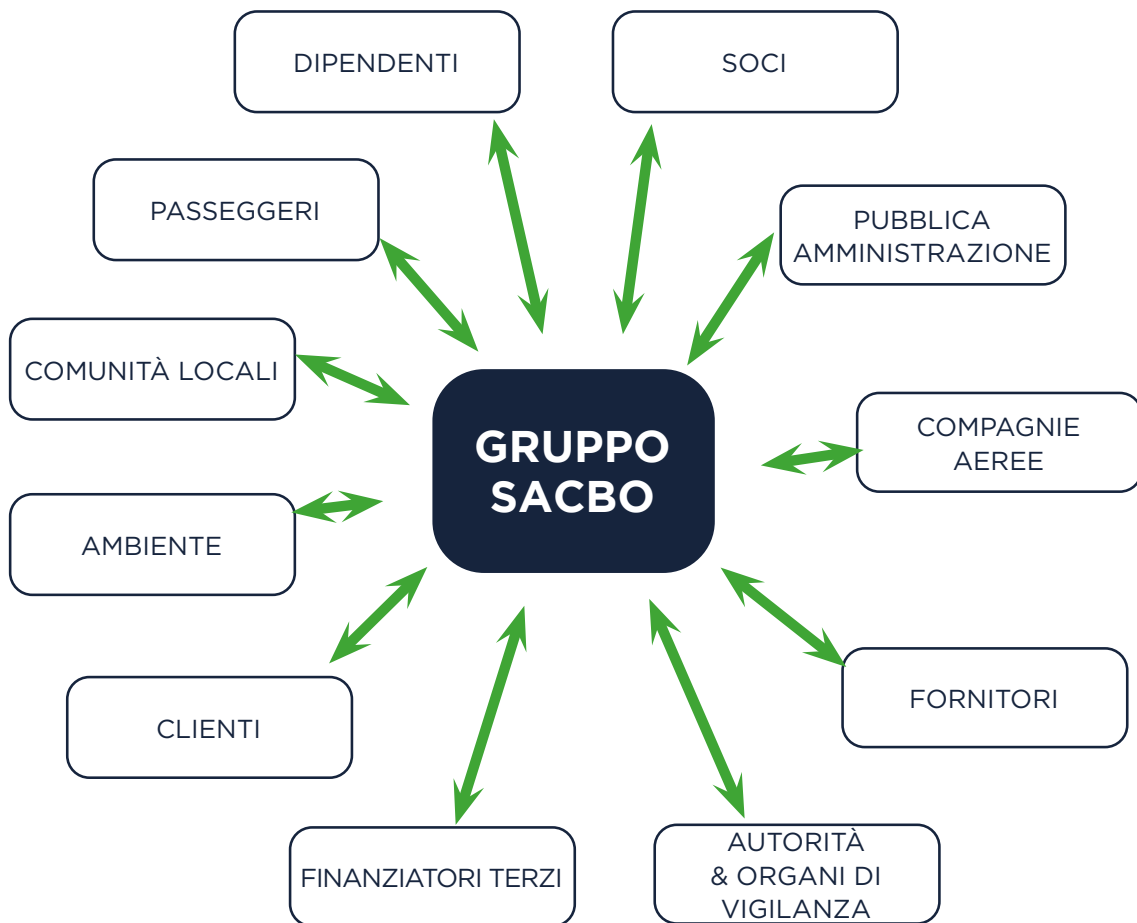 DIPENDENTI
SOCI
PASSEGGERI
PUBBLICA
AMMINISTRAZIONE
COMUNITÀ LOCALI
GRUPPO
SACBO
COMPAGNIE
AEREE
AMBIENTE
CLIENTI
FORNITORI
FINANZIATORI TERZI
AUTORITÀ
& ORGANI DI
VIGILANZA